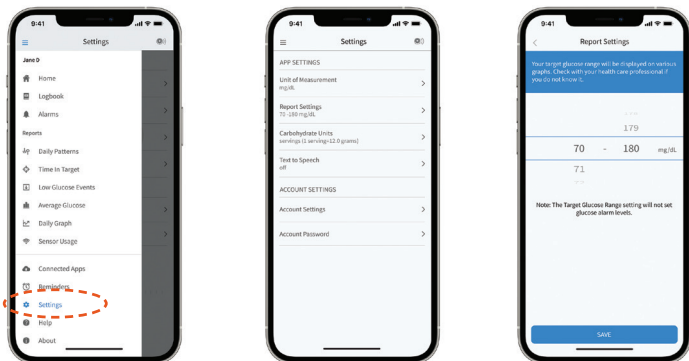 9:41
Settings
Jane D
Home
Logbook
Alarms
Reports
Daily Patterns
Time In Target
Low Glucose Events
Average Glucose
Daily Graph
Sensor Usage
Connected Apps
Reminders
Settings
Help
About
9:41
Settings
APP SETTINGS
Unit of Measurement
mg/dL
Report Settings
70-180 mg/dL
Carbohydrate Units
servings (1 serving=12.0 grams)
Text to Speech
off
ACCOUNT SETTINGS
Account Settings
Account Password
9:41
Report Settings
Your target glucose range will be displayed on various
graphs. Check with your health care professional if
you do not know it.
179
70 - 180 mg/dL
71
Note: The Target Glucose Range setting will not set
glucose alarm levels.
SAVE